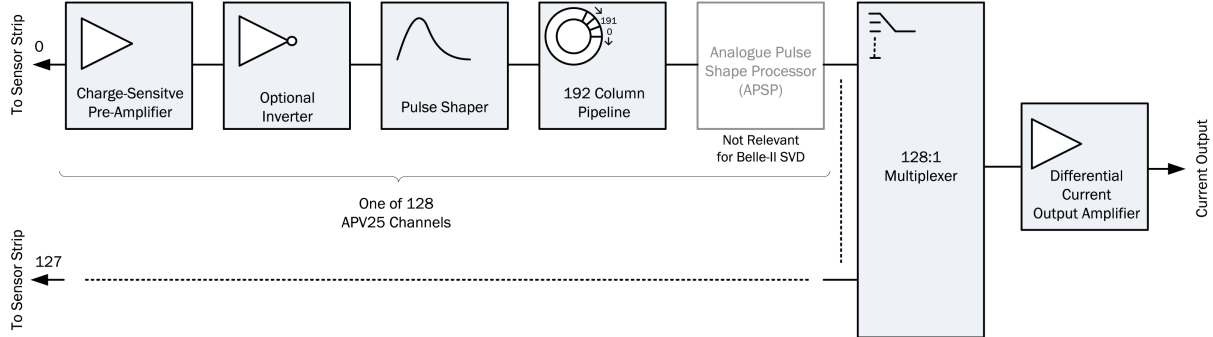 To Sensor Strip
0
Charge-Sensitve
Pre-Amplifier
Optional
Inverter
Pulse Shaper
191
0
192 Column
Pipeline
Analogue Pulse
Shape Processor
(APSP)
Not Relevant
for Belle-II SVD
One of 128
APV25 Channels
128:1
Multiplexer
Differential
Current
Output Amplifier
Current Output
To Sensor Strip
127